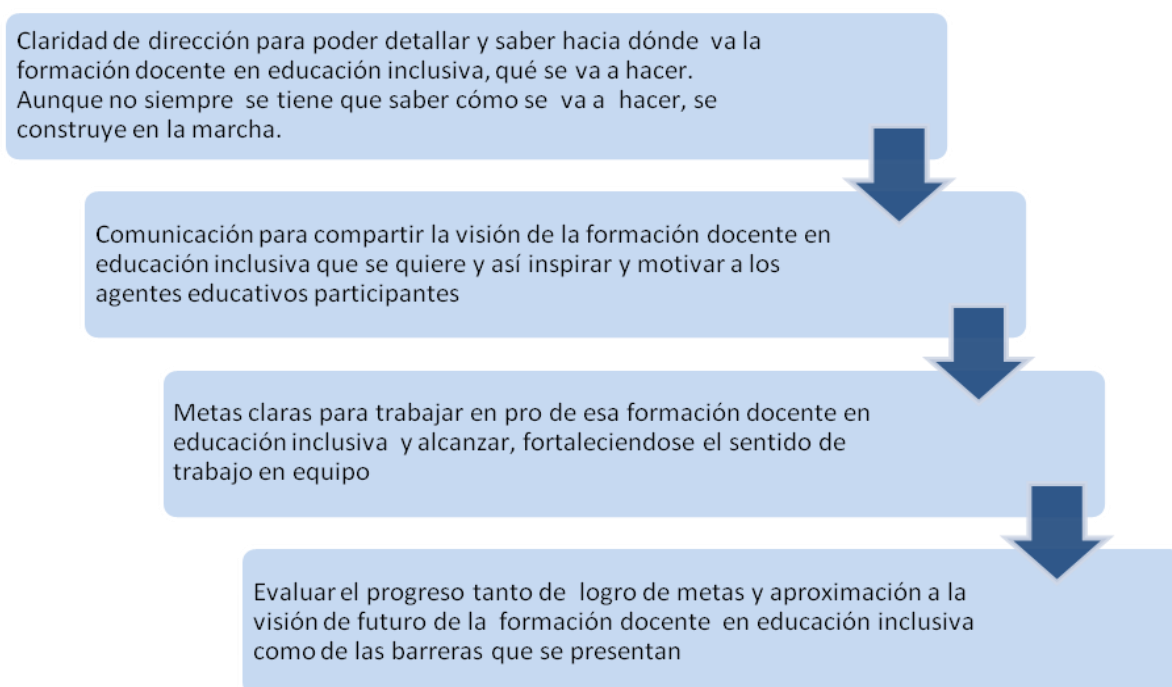 Claridad de dirección para poder detallar y saber hacia dónde va la
formación docente en educación inclusiva, qué se va a hacer.
Aunque no siempre se tiene que saber cómo se va a hacer, se
construye en la marcha.
Comunicación para compartir la visión de la formación docente en
educación inclusiva que se quiere y así inspirar y motivar a los
agentes educativos participantes
Metas claras para trabajar en pro de esa formación docente en
educación inclusiva y alcanzar, fortaleciendose el sentido de
trabajo en equipo
Evaluar el progreso tanto de logro de metas y aproximación a la
visión de futuro de la formación docente en educación inclusiva
como de las barreras que se presentan